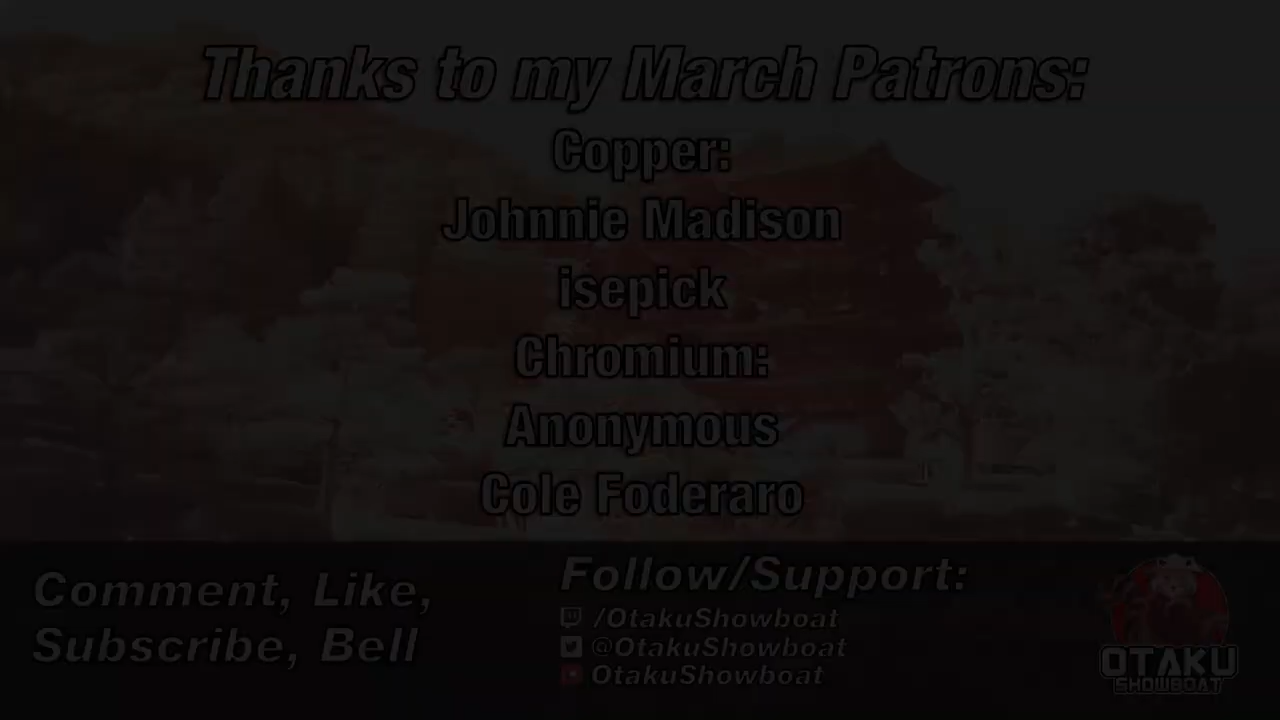 Thanks to my March Patrons:
Copper:
Johnnie Madison
isepick
Chromium:
Anonymous
Cole Foderaro
Comment, Like,
Subscribe, Bell
Follow/Support:
/OtakuShowboat
@OtakuShowboat
OtakuShowboat
OTAKU
SHOWBOAT